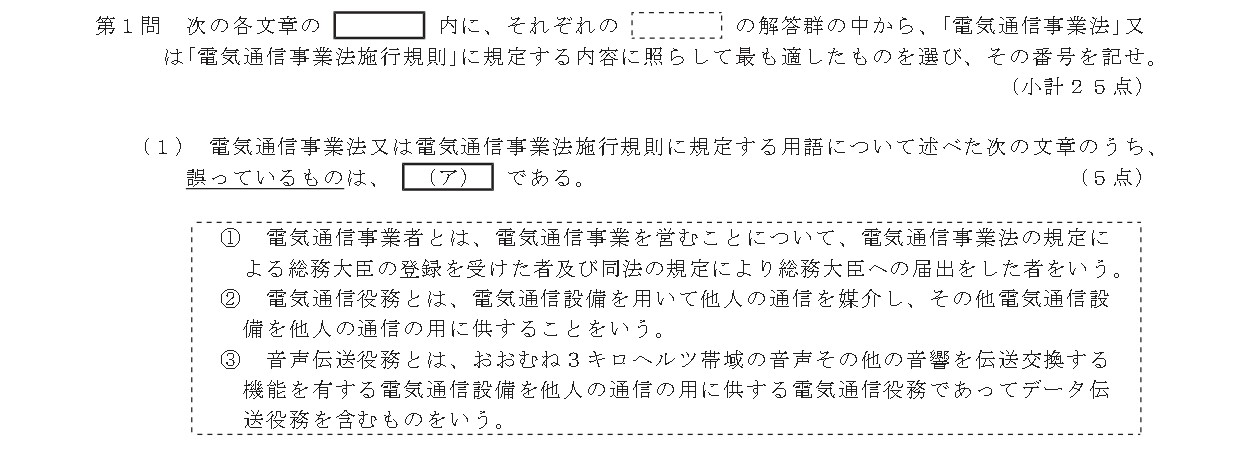 第１問　次の各文章の　　　　内に、それぞれの　　　　の解答群の中から、｢電気通信事業法｣又
は｢電気通信事業法施行規則｣に規定する内容に照らして最も適したものを選び、その番号を記せ。
（小計２５点）
（１）　電気通信事業法又は電気通信事業法施行規則に規定する用語について述べた次の文章のうち、
誤っているものは、　（ア）　である。　（５点）
①　電気通信事業者とは、電気通信事業を営むことについて、電気通信事業法の規定に
よる総務大臣の登録を受けた者及び同法の規定により総務大臣への届出をした者をいう。
②　電気通信役務とは、電気通信設備を用いて他人の通信を媒介し、その他電気通信設
備を他人の通信の用に供することをいう。
③　音声伝送役務とは、おおむね３キロヘルツ帯域の音声その他の音響を伝送交換する
機能を有する電気通信設備を他人の通信の用に供する電気通信役務であってデータ伝
送役務を含むものをいう。